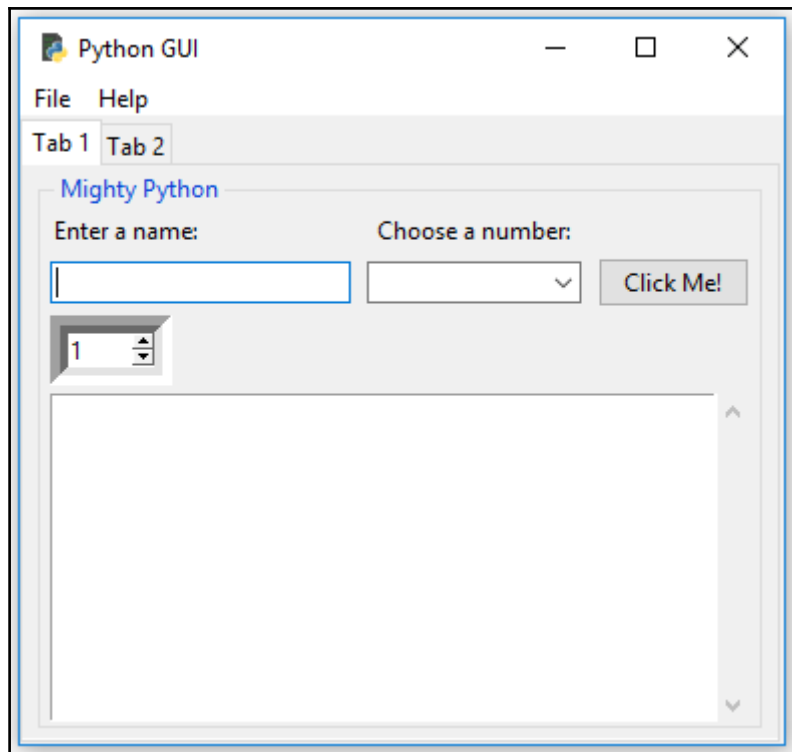 Python GUI
File Help
Tab 1 Tab 2
Mighty Python
Enter a name: Choose a number:
Click Me!
1